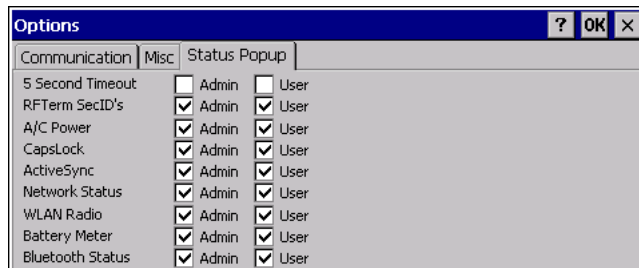 Options ? OK ×
Communication Misc Status Popup
5 Second Timeout Admin User
RFTerm SecID's Admin User
A/C Power Admin User
CapsLock Admin User
ActiveSync Admin User
Network Status Admin User
WLAN Radio Admin User
Battery Meter Admin User
Bluetooth Status Admin User